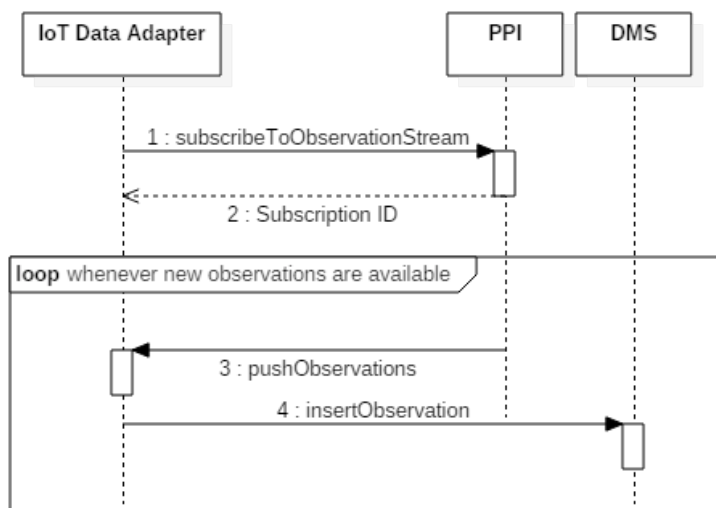 IoT Data Adapter
PPI
DMS
1 : subscribeToObservationStream
2 : Subscription ID
loop whenever new observations are available
3 : pushObservations
4 : insertObservation